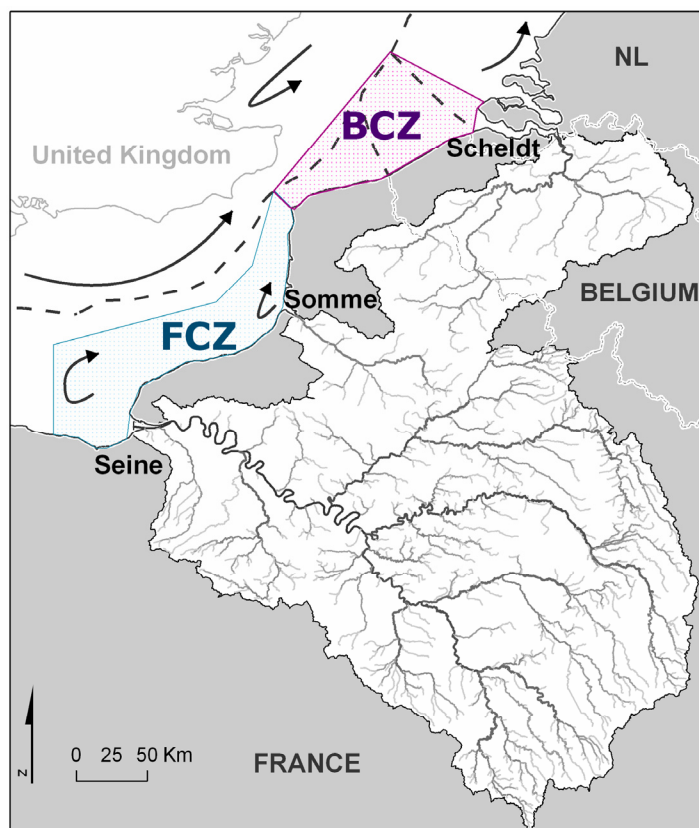 NL
BCZ
Scheldt
United Kingdom
BELGIUM
Somme
FCZ
Seine
FRANCE
0 25 50 Km
N